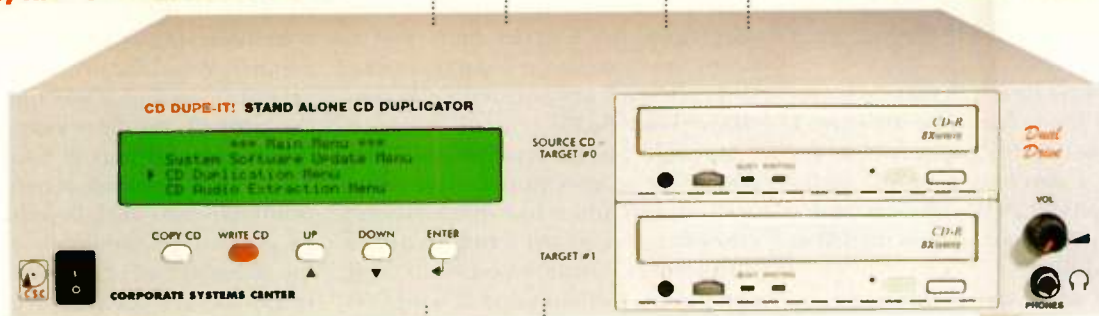 CD DUPE-IT! STAND ALONE CD DUPLICATOR
*** Main Menu ***
System Software Update Menu
CD Duplication Menu
CD Audio Extraction Menu
COPY CD WRITE CD UP DOWN ENTER
I
O
CSC
CORPORATE SYSTEMS CENTER
SOURCE CD -
TARGET #0
CD-R
8X WRITE
TARGET #1
CD-R
8X WRITE
Dual
Drive
VOL
PHONES